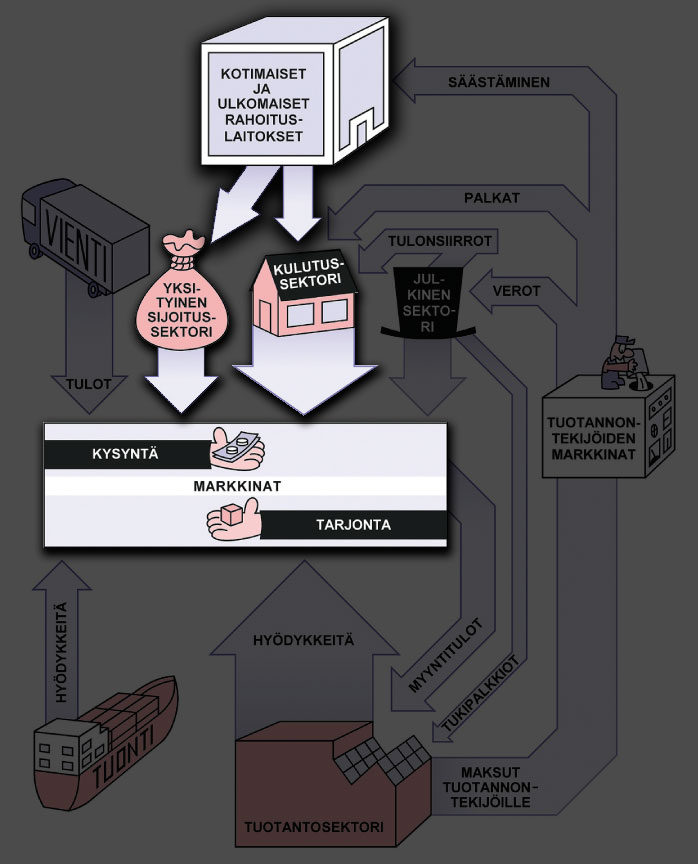 KOTIMAISET
JA
ULKOMAISET
RAHOITUS-
LAITOKSET
SÄÄSTÄMINEN
VIENTI
PALKAT
TULONSIIRROT
YKSI-
TYINEN
SIJOITUS-
SEKTORI
KULUTUS-
SEKTORI
JUL-
KINEN
SEKTO-
RI
VEROT
TULOT
TUOTANNON-
TEKIJÖIDEN
MARKKINAT
KYSYNTÄ
MARKKINAT
TARJONTA
HYÖDYKKEITÄ
HYÖDYKKEITÄ
MYYNTITULOT
TUKIPALKKIOT
TUONTI
TUOTANTOSEKTORI
MAKSUT
TUOTANNON-
TEKIJÖILLE